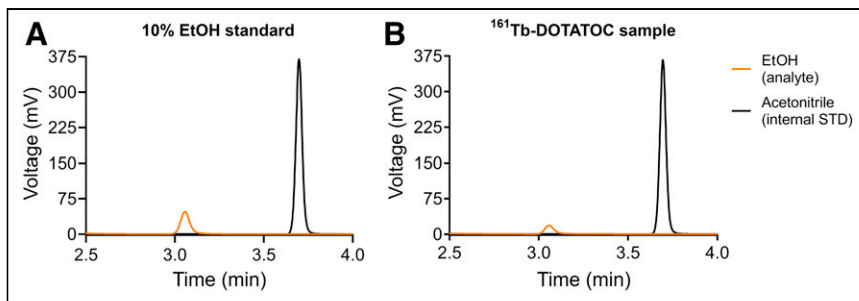 A
10% EtOH standard
375
300
225
150
75
0
Voltage (mV)
2.5 3.0 3.5 4.0
Time (min)
B
161Tb-DOTATOC sample
375
300
225
150
75
0
Voltage (mV)
2.5 3.0 3.5 4.0
Time (min)
EtOH
(analyte)
Acetonitrile
(internal STD)